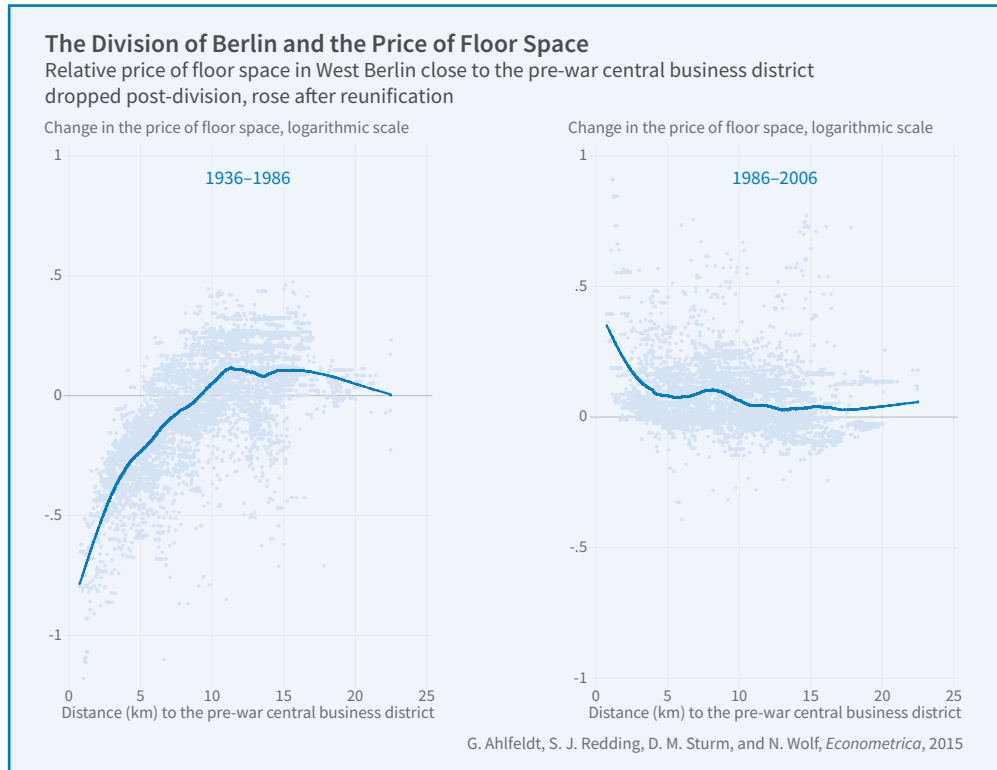 The Division of Berlin and the Price of Floor Space
Relative price of floor space in West Berlin close to the pre-war central business district
dropped post-division, rose after reunification
Change in the price of floor space, logarithmic scale
1936–1986
1
.5
0
-.5
-1
0 5 10 15 20 25
Distance (km) to the pre-war central business district
Change in the price of floor space, logarithmic scale
1986–2006
1
.5
0
-.5
-1
0 5 10 15 20 25
Distance (km) to the pre-war central business district
G. Ahlfeldt, S. J. Redding, D. M. Sturm, and N. Wolf, Econometrica, 2015